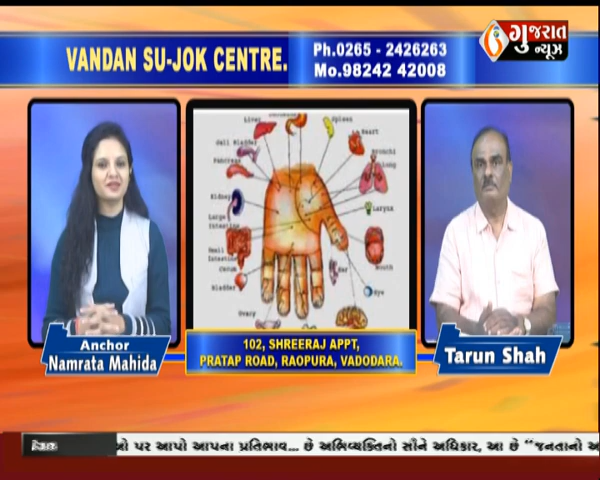 VANDAN SU-JOK CENTRE.
Ph.0265 - 2426263
Mo.98242 42008
ગુજરાત
ન્યૂઝ
Liver
Spleen
Gall Bladder
Heart
Pancreas
Bronchi
Kidney
Larynx
Large
Intestine
Small
Intestine
Mouth
Ear
Bladder
Eye
Ovary
Anchor
Namrata Mahida
102, SHREERAJ APPT,
PRATAP ROAD, RAOPURA, VADODARA.
Tarun Shah
ઓ પર આપો આપના પ્રતિભાવ... છે અભિવ્યક્તિનો સૌને અધિકાર, આ છે “જનતાનો અ